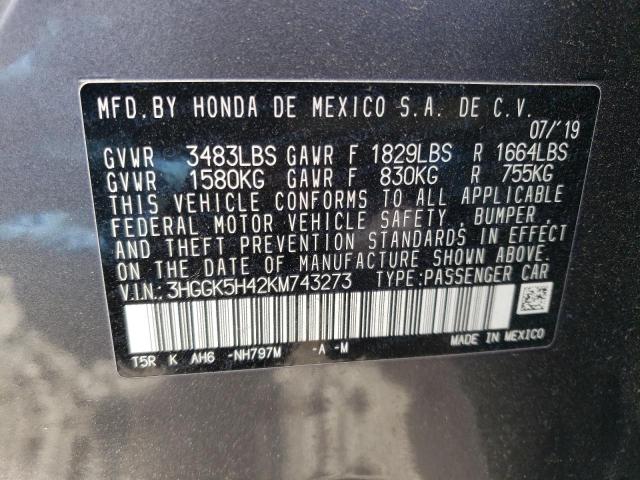 MFD. BY HONDA DE MEXICO S.A. DE C.V.
07/'19
GVWR 3483LBS GAWR F 1829LBS R 1664LBS
GVWR 1580KG GAWR F 830KG R 755KG
THIS VEHICLE CONFORMS TO ALL APPLICABLE
FEDERAL MOTOR VEHICLE SAFETY, BUMPER,
AND THEFT PREVENTION STANDARDS IN EFFECT
ON THE DATE OF MANUFACTURE SHOWN ABOVE.
V.I.N.: 3HGGK5H42KM743273 TYPE: PASSENGER CAR
T5R K AH6 -NH797M -A -M
MADE IN MEXICO